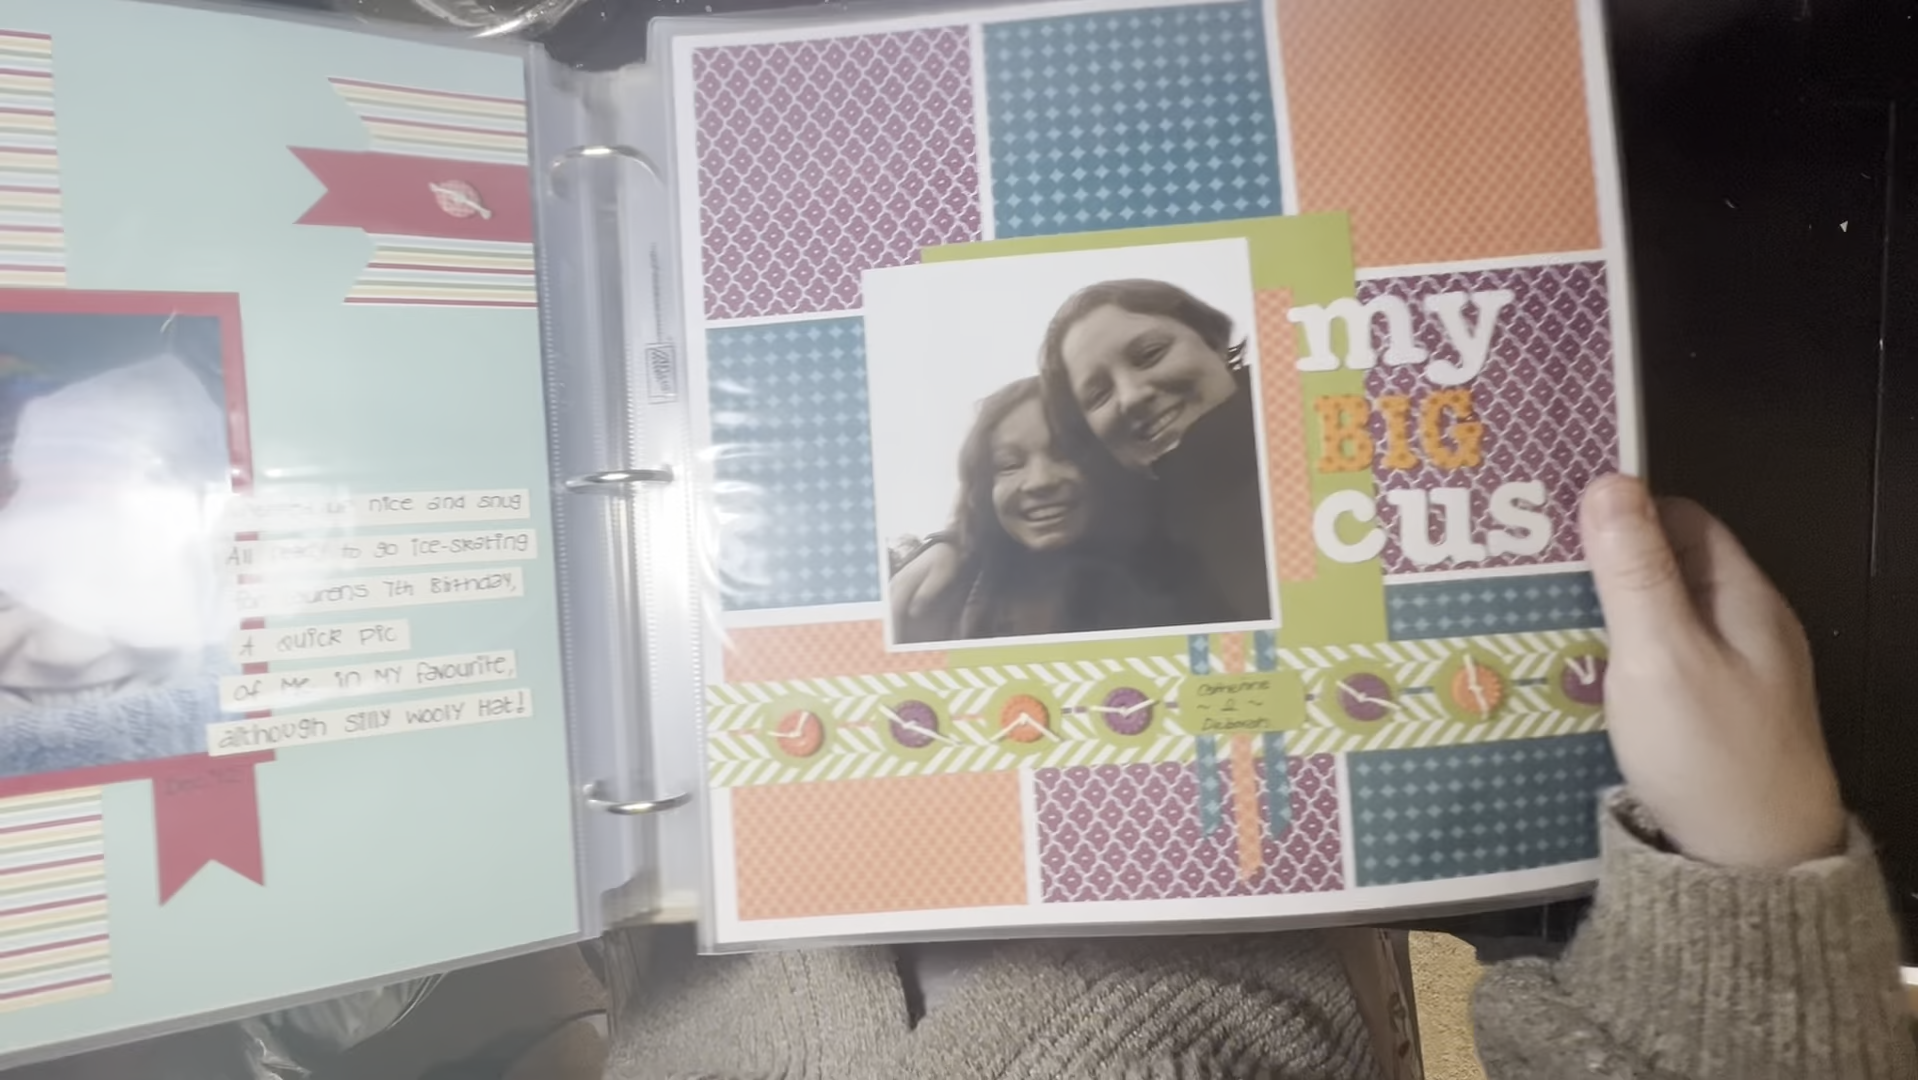 nice and snug
All ready to go ice-skating
for Laurens 7th Birthday,
A quick pic
of me in my favourite,
although silly wooly hat!
my
BIG
cus
Catherine
~ & ~
Deborah